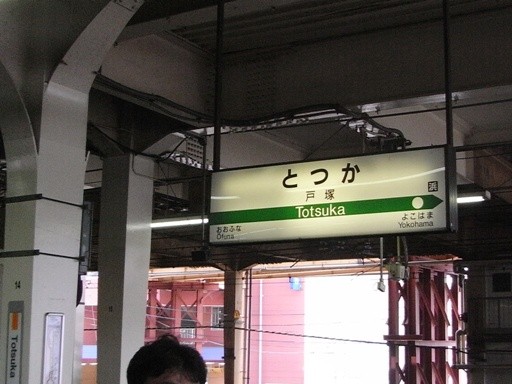 とつか
戸塚
浜
Totsuka
おおふな
Ofuna
よこはま
Yokohama
14
Totsuka